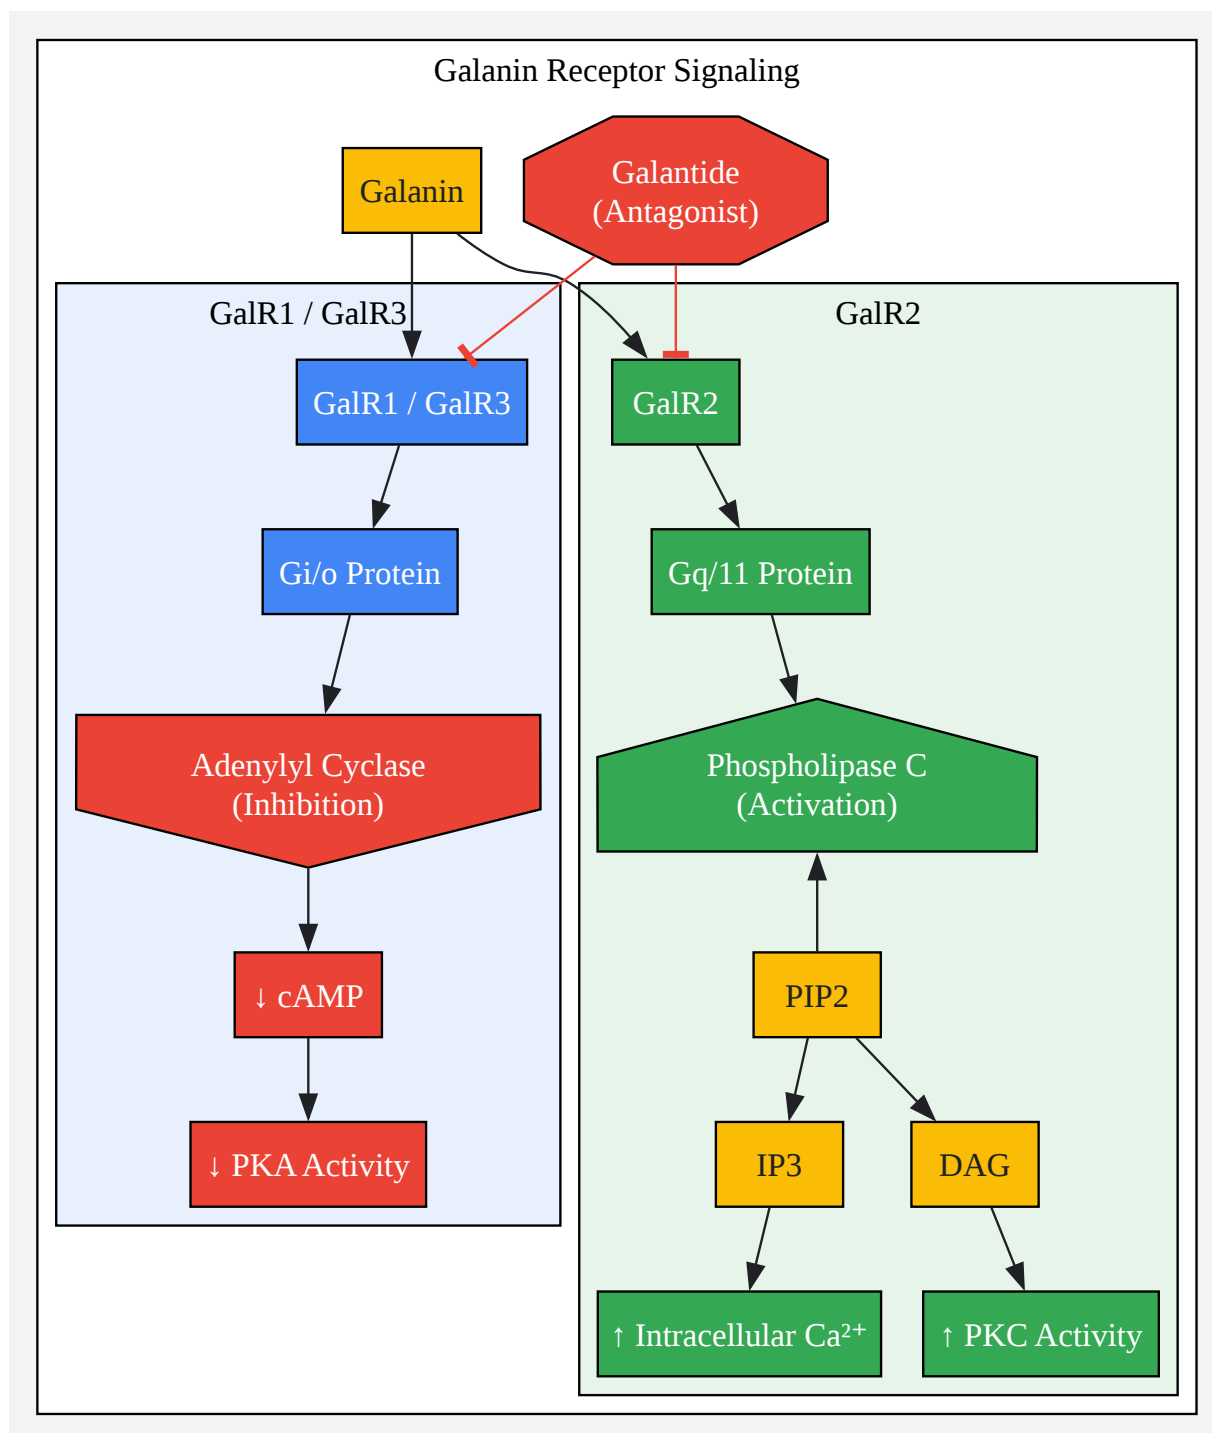 Galanin Receptor Signaling
Galanin
Galantide
(Antagonist)
GalR1 / GalR3
GalR2
GalR1 / GalR3
GalR2
Gi/o Protein
Gq/11 Protein
Adenylyl Cyclase
(Inhibition)
Phospholipase C
(Activation)
↓ cAMP
PIP2
↓ PKA Activity
IP3
DAG
↑ Intracellular Ca²⁺
↑ PKC Activity